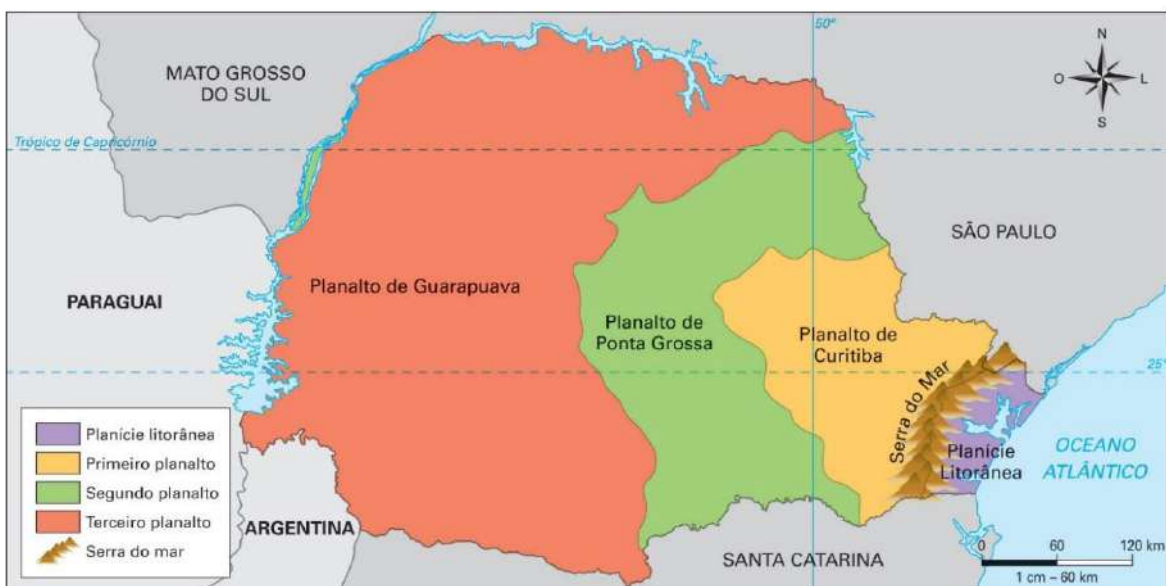 50º
N
O
L
S
MATO GROSSO
DO SUL
Trópico de Capricórnio
SÃO PAULO
PARAGUAI
Planalto de Guarapuava
Planalto de
Ponta Grossa
Planalto de
Curitiba
25º
Serra do Mar
Planície
Litorânea
OCEANO
ATLÂNTICO
Planície litorânea
Primeiro planalto
Segundo planalto
Terceiro planalto
Serra do mar
ARGENTINA
SANTA CATARINA
0 60 120 km
1 cm – 60 km